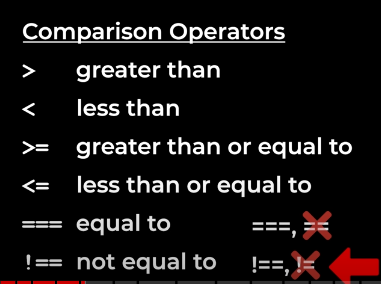 Comparison Operators
> greater than
< less than
>= greater than or equal to
<= less than or equal to
=== equal to ===, ==
!== not equal to !==, !=